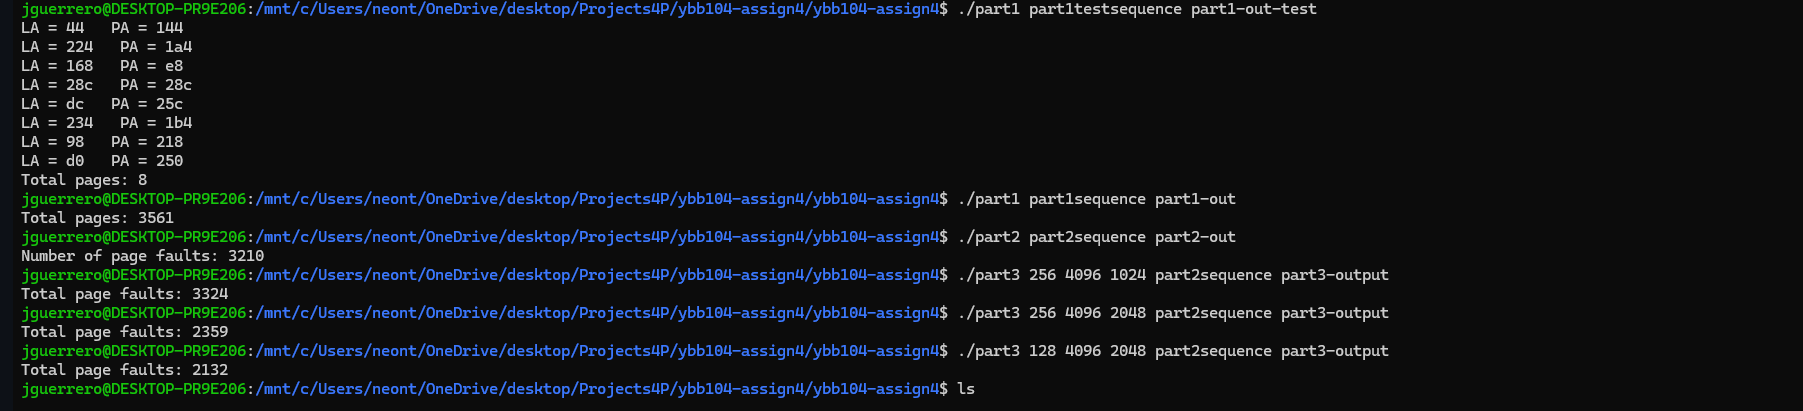 jguerrero@DESKTOP-PR9E206:/mnt/c/Users/neont/OneDrive/desktop/Projects4P/ybb104-assign4/ybb104-assign4$ ./part1 part1testsequence part1-out-test
LA = 44   PA = 144
LA = 224   PA = 1a4
LA = 168   PA = e8
LA = 28c   PA = 28c
LA = dc   PA = 25c
LA = 234   PA = 1b4
LA = 98   PA = 218
LA = d0   PA = 250
Total pages: 8
jguerrero@DESKTOP-PR9E206:/mnt/c/Users/neont/OneDrive/desktop/Projects4P/ybb104-assign4/ybb104-assign4$ ./part1 part1sequence part1-out
Total pages: 3561
jguerrero@DESKTOP-PR9E206:/mnt/c/Users/neont/OneDrive/desktop/Projects4P/ybb104-assign4/ybb104-assign4$ ./part2 part2sequence part2-out
Number of page faults: 3210
jguerrero@DESKTOP-PR9E206:/mnt/c/Users/neont/OneDrive/desktop/Projects4P/ybb104-assign4/ybb104-assign4$ ./part3 256 4096 1024 part2sequence part3-output
Total page faults: 3324
jguerrero@DESKTOP-PR9E206:/mnt/c/Users/neont/OneDrive/desktop/Projects4P/ybb104-assign4/ybb104-assign4$ ./part3 256 4096 2048 part2sequence part3-output
Total page faults: 2359
jguerrero@DESKTOP-PR9E206:/mnt/c/Users/neont/OneDrive/desktop/Projects4P/ybb104-assign4/ybb104-assign4$ ./part3 128 4096 2048 part2sequence part3-output
Total page faults: 2132
jguerrero@DESKTOP-PR9E206:/mnt/c/Users/neont/OneDrive/desktop/Projects4P/ybb104-assign4/ybb104-assign4$ ls